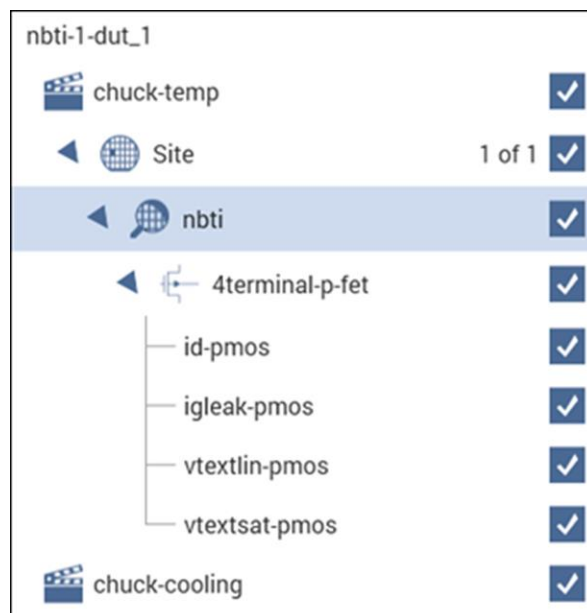 nbti-1-dut_1
chuck-temp
Site 1 of 1
nbti
4terminal-p-fet
id-pmos
igleak-pmos
vtextlin-pmos
vtextsat-pmos
chuck-cooling